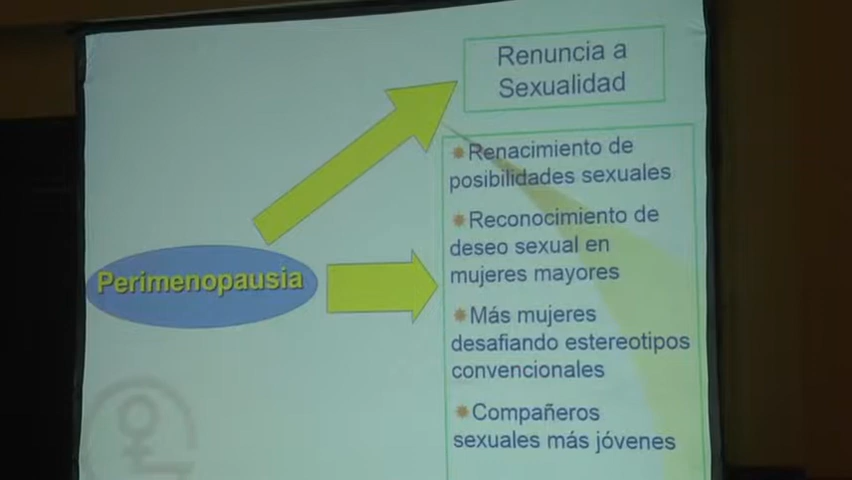 Renuncia a
Sexualidad
Renacimiento de
posibilidades sexuales
Reconocimiento de
deseo sexual en
mujeres mayores
Perimenopausia
Más mujeres
desafiando estereotipos
convencionales
Compañeros
sexuales más jóvenes